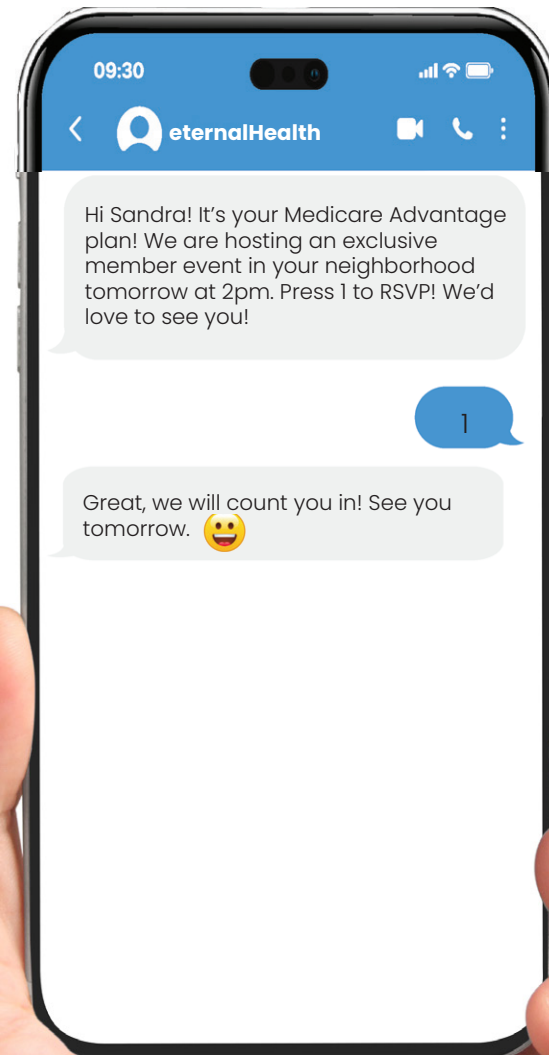 09:30
eternalHealth
Hi Sandra! It’s your Medicare Advantage
plan! We are hosting an exclusive
member event in your neighborhood
tomorrow at 2pm. Press 1 to RSVP! We’d
love to see you!
1
Great, we will count you in! See you
tomorrow. 😀